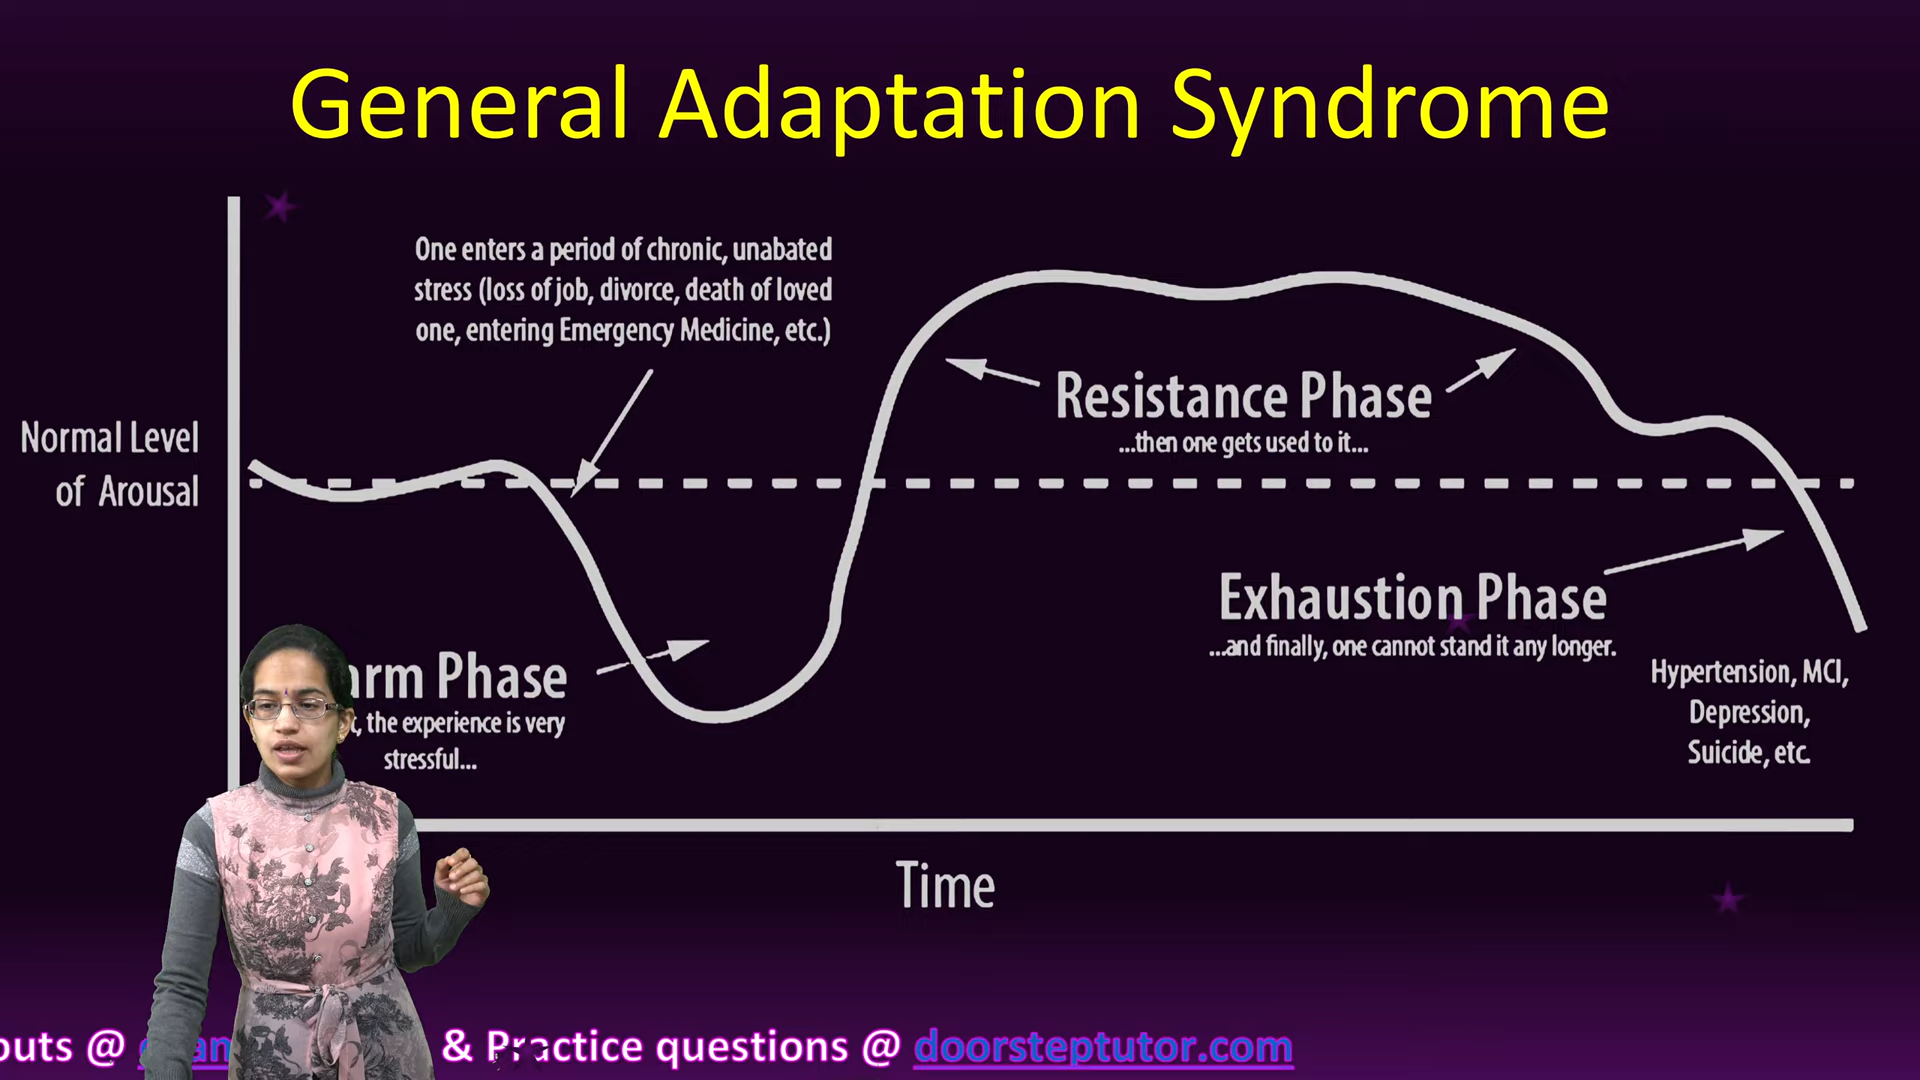 General Adaptation Syndrome
One enters a period of chronic, unabated
stress (loss of job, divorce, death of loved
one, entering Emergency Medicine, etc.)
Normal Level
of Arousal
Resistance Phase
...then one gets used to it...
Exhaustion Phase
...and finally, one cannot stand it any longer.
Phase
the experience is very
stressful...
Hypertension, MCI,
Depression,
Suicide, etc.
Time
@ & Practice questions @ doorsteptutor.com